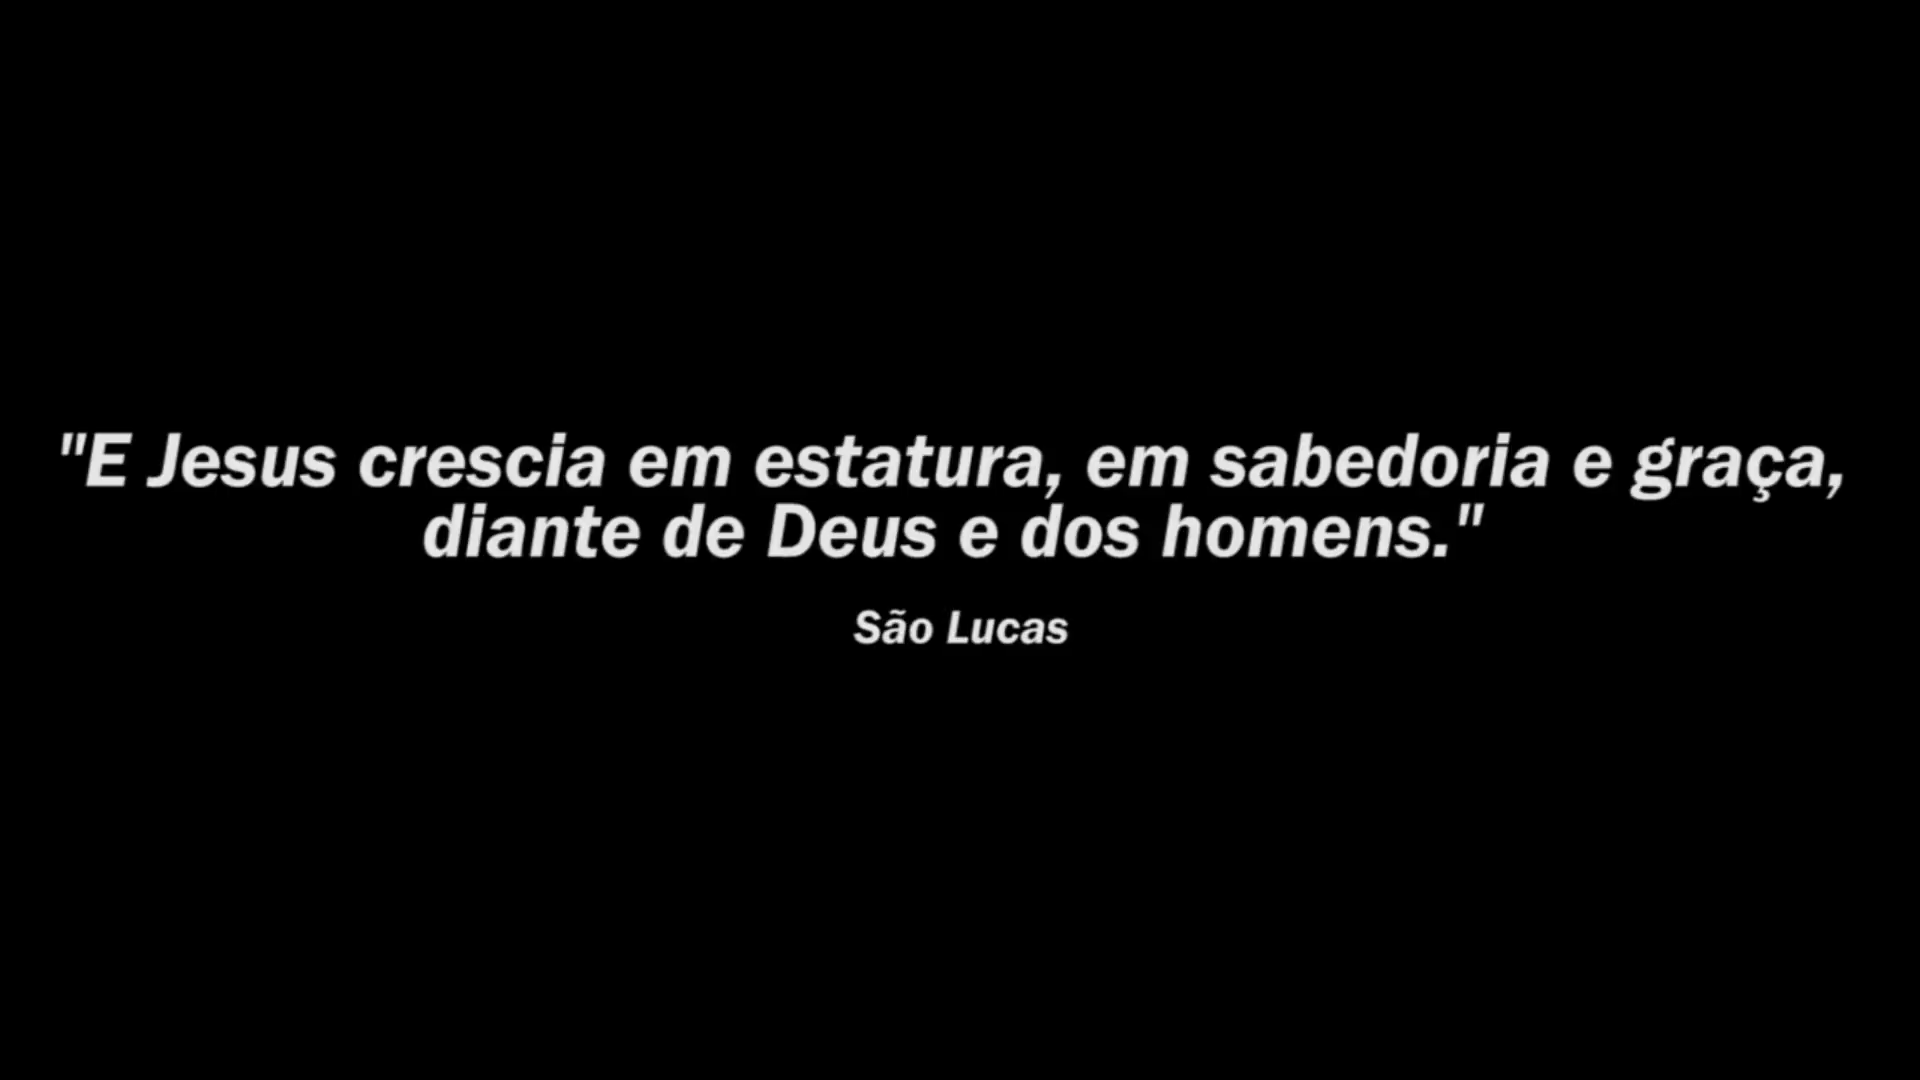 "E Jesus crescia em estatura, em sabedoria e graça,
diante de Deus e dos homens."
São Lucas